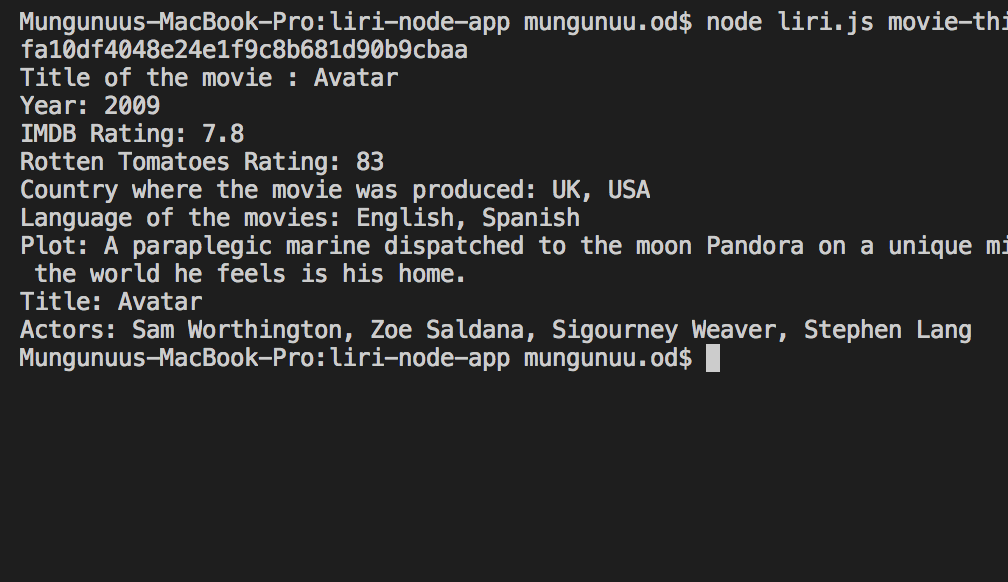 Mungunuus-MacBook-Pro:liri-node-app mungunuu.od$ node liri.js movie-thi
fa10df4048e24e1f9c8b681d90b9cbaa
Title of the movie : Avatar
Year: 2009
IMDB Rating: 7.8
Rotten Tomatoes Rating: 83
Country where the movie was produced: UK, USA
Language of the movies: English, Spanish
Plot: A paraplegic marine dispatched to the moon Pandora on a unique mi
the world he feels is his home.
Title: Avatar
Actors: Sam Worthington, Zoe Saldana, Sigourney Weaver, Stephen Lang
Mungunuus-MacBook-Pro:liri-node-app mungunuu.od$